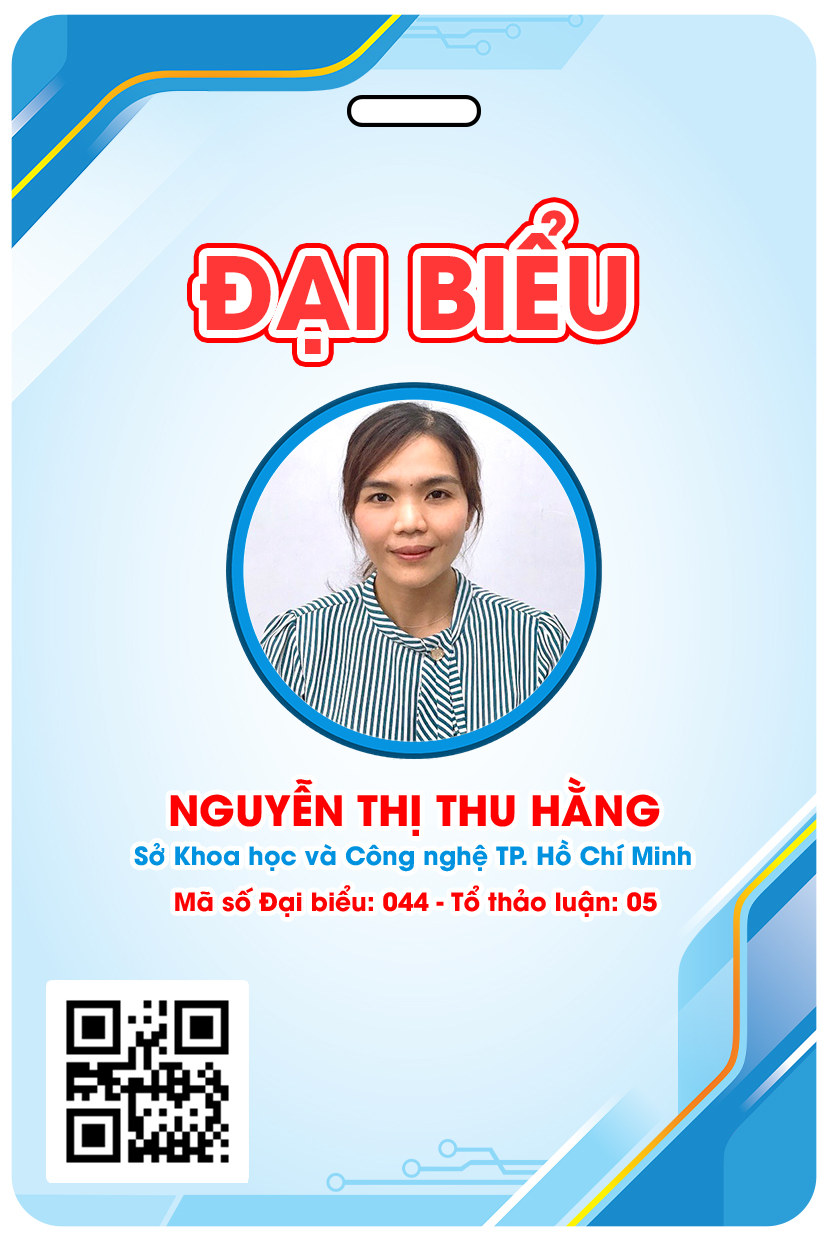 ĐẠI BIỂU
NGUYỄN THỊ THU HẰNG
Sở Khoa học và Công nghệ TP. Hồ Chí Minh
Mã số Đại biểu: 044 - Tổ thảo luận: 05